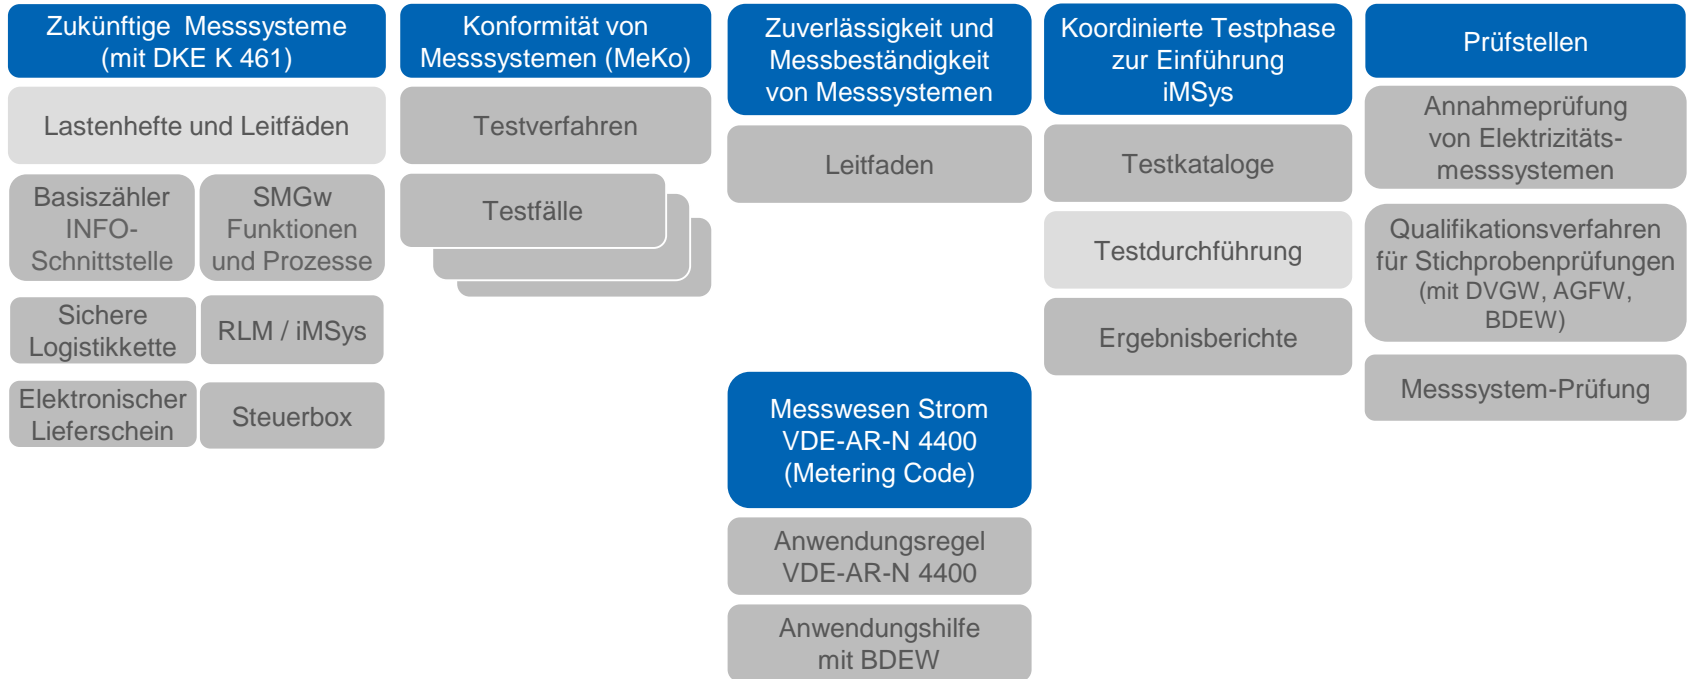 Zukünftige Messsysteme
(mit DKE K 461)
Lastenhefte und Leitfäden
Basiszähler
INFO-
Schnittstelle
SMGw
Funktionen
und Prozesse
Sichere
Logistikkette
RLM / iMSys
Elektronischer
Lieferschein
Steuerbox
Konformität von
Messsystemen (MeKo)
Testverfahren
Testfälle
Zuverlässigkeit und
Messbeständigkeit
von Messsystemen
Leitfaden
Messwesen Strom
VDE-AR-N 4400
(Metering Code)
Anwendungsregel
VDE-AR-N 4400
Anwendungshilfe
mit BDEW
Koordinierte Testphase
zur Einführung
iMSys
Testkataloge
Testdurchführung
Ergebnisberichte
Prüfstellen
Annahmeprüfung
von Elektrizitäts-
messsystemen
Qualifikationsverfahren
für Stichprobenprüfungen
(mit DVGW, AGFW,
BDEW)
Messsystem-Prüfung